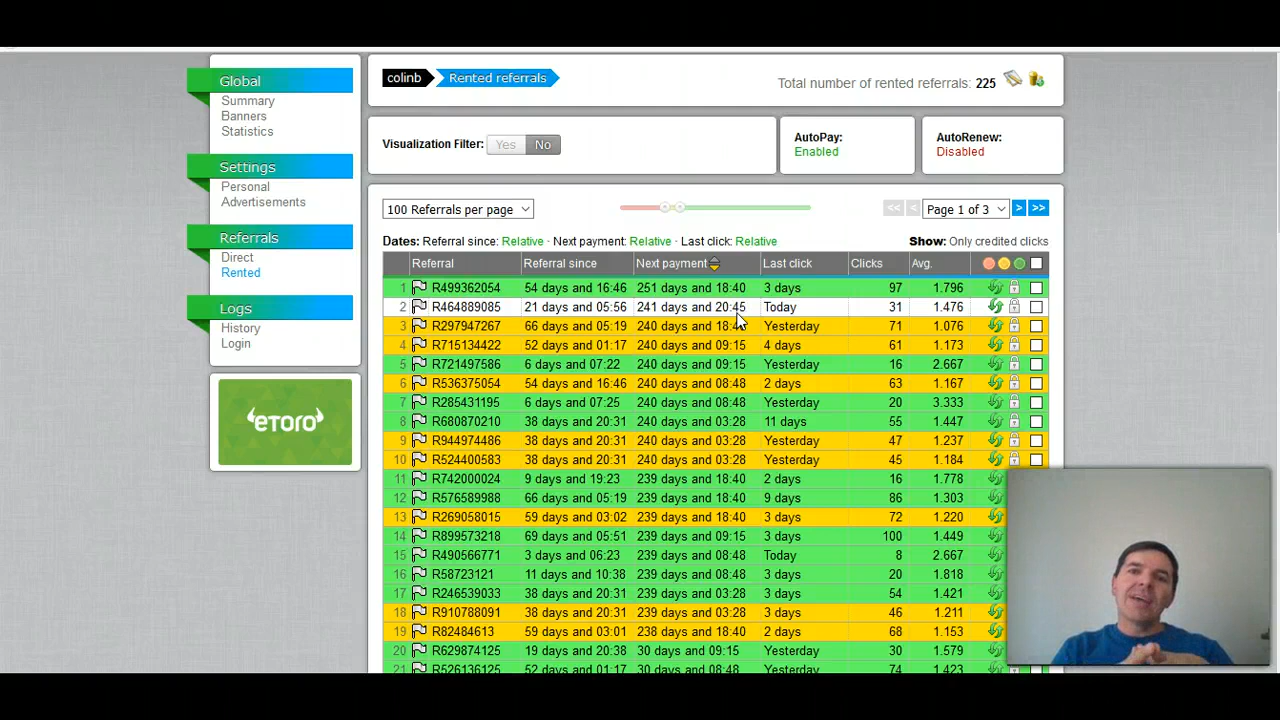 Global
Summary
Banners
Statistics
Settings
Personal
Advertisements
Referrals
Direct
Rented
Logs
History
Login
eToro
colinb Rented referrals Total number of rented referrals: 225
Visualization Filter: Yes No
AutoPay:
Enabled
AutoRenew:
Disabled
100 Referrals per page << < Page 1 of 3 > >>
Dates: Referral since: Relative - Next payment: Relative - Last click: Relative Show: Only credited clicks
Referral Referral since Next payment Last click Clicks Avg.
1 R499362054 54 days and 16:46 251 days and 18:40 3 days 97 1.796
2 R464889085 21 days and 05:56 241 days and 20:45 Today 31 1.476
3 R297947267 66 days and 05:19 240 days and Yesterday 71 1.076
4 R715134422 52 days and 01:17 240 days and 09:15 4 days 61 1.173
5 R721497586 6 days and 07:22 240 days and 09:15 Yesterday 16 2.667
6 R536375054 54 days and 16:46 240 days and 08:48 2 days 63 1.167
7 R285431195 6 days and 07:25 240 days and 08:48 Yesterday 20 3.333
8 R680870210 38 days and 20:31 240 days and 03:28 11 days 55 1.447
9 R944974486 38 days and 20:31 240 days and 03:28 Yesterday 47 1.237
10 R524400583 38 days and 20:31 240 days and 03:28 Yesterday 45 1.184
11 R742000024 9 days and 19:23 239 days and 18:40 2 days 16 1.778
12 R576589988 66 days and 05:19 239 days and 18:40 9 days 86 1.303
13 R269058015 59 days and 03:02 239 days and 18:40 3 days 72 1.220
14 R899573218 69 days and 05:51 239 days and 09:15 3 days 100 1.449
15 R490566771 3 days and 06:23 239 days and 08:48 Today 8 2.667
16 R58723121 11 days and 10:38 239 days and 08:48 3 days 20 1.818
17 R246539033 38 days and 20:31 239 days and 03:28 3 days 54 1.421
18 R910788091 38 days and 20:31 239 days and 03:28 3 days 46 1.211
19 R82484613 59 days and 03:01 238 days and 18:40 2 days 68 1.153
20 R629874125 19 days and 20:38 30 days and 09:15 Yesterday 30 1.579
21 R526136125 52 days and 01:17 30 days and 08:48 Yesterday 74 1.423